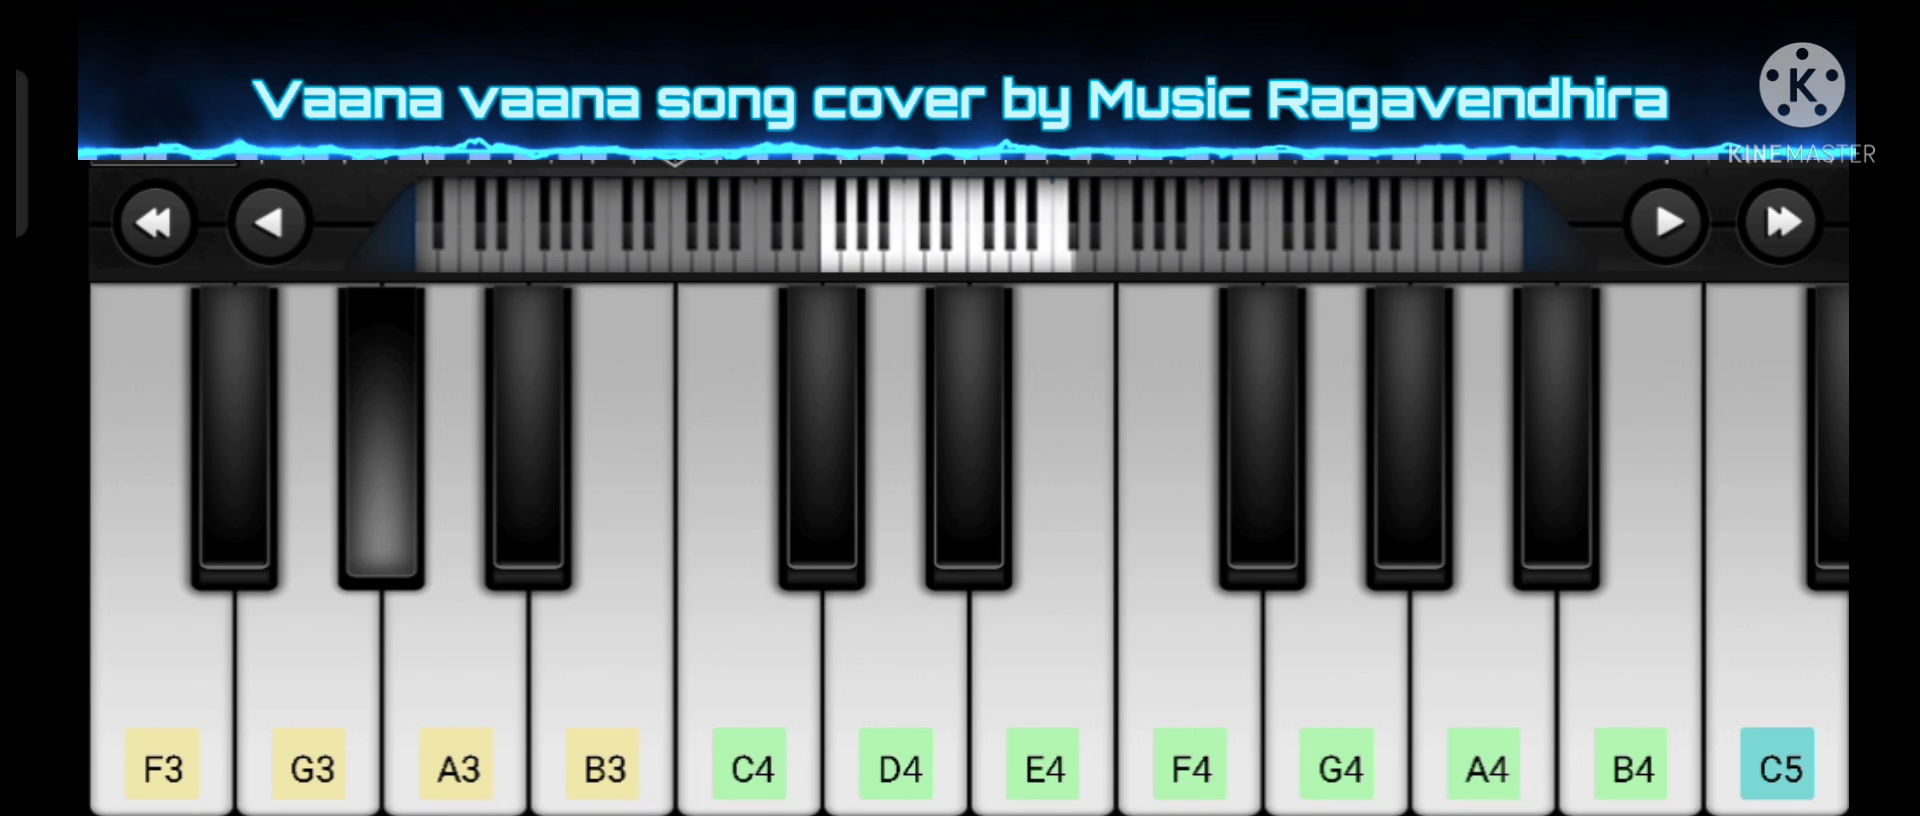 Vaana vaana song cover by Music Ragavendhira
K
KINEMASTER
F3 G3 A3 B3 C4 D4 E4 F4 G4 A4 B4 C5